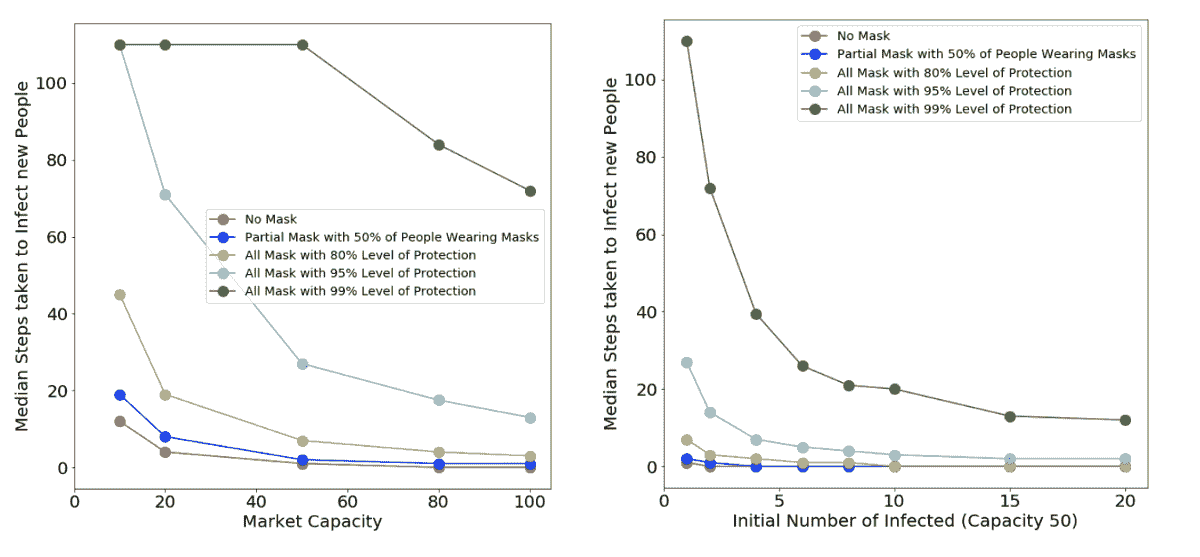 Median Steps taken to Infect new People
100
80
60
40
20
0
0
20
40
60
80
100
Market Capacity
No Mask
Partial Mask with 50% of People Wearing Masks
All Mask with 80% Level of Protection
All Mask with 95% Level of Protection
All Mask with 99% Level of Protection
Median Steps taken to Infect new People
100
80
60
40
20
0
0
5
10
15
20
Initial Number of Infected (Capacity 50)
No Mask
Partial Mask with 50% of People Wearing Masks
All Mask with 80% Level of Protection
All Mask with 95% Level of Protection
All Mask with 99% Level of Protection